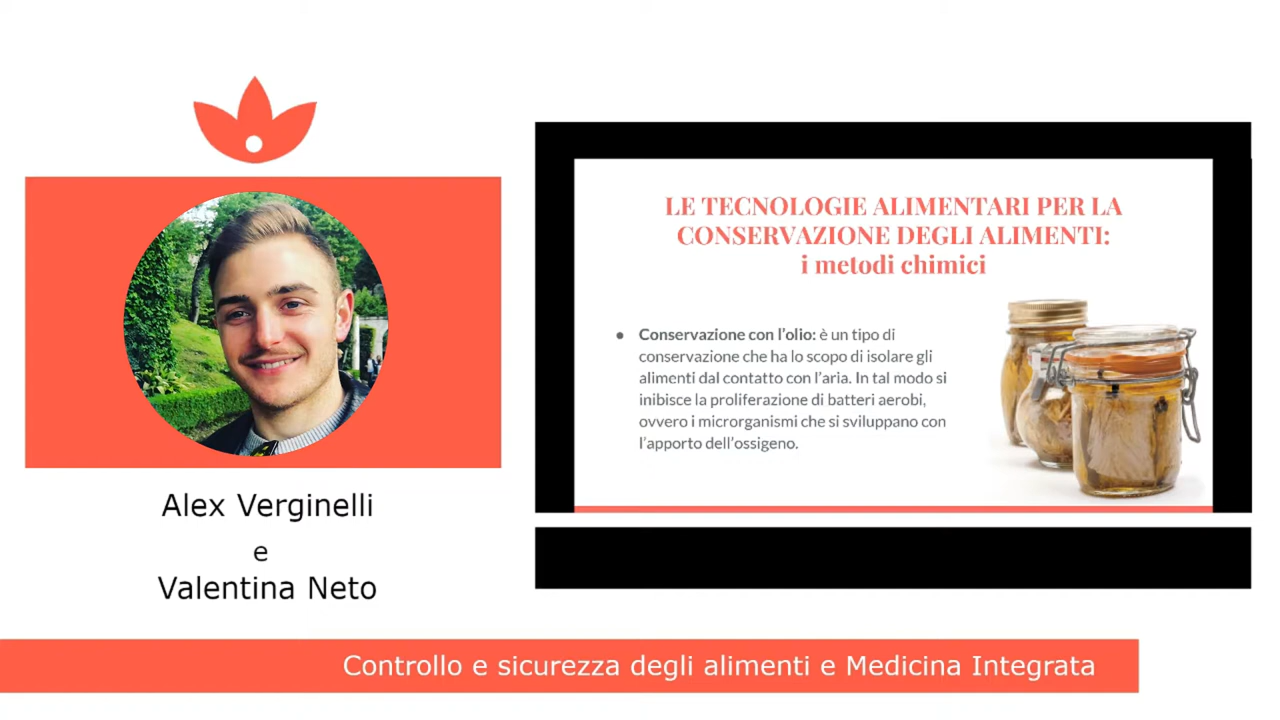 Alex Verginelli
e
Valentina Neto
LE TECNOLOGIE ALIMENTARI PER LA
CONSERVAZIONE DEGLI ALIMENTI:
i metodi chimici
● Conservazione con l'olio: è un tipo di
conservazione che ha lo scopo di isolare gli
alimenti dal contatto con l'aria. In tal modo si
inibisce la proliferazione di batteri aerobi,
ovvero i microrganismi che si sviluppano con
l'apporto dell'ossigeno.
Controllo e sicurezza degli alimenti e Medicina Integrata